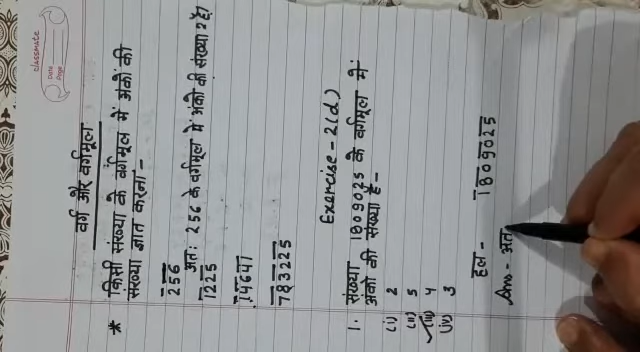 classmate
Date
Page
वर्ग और वर्गमूल
* किसी संख्या के वर्गमूल में अंकों की
संख्या ज्ञात करना -
256
अतः 256 के वर्गमूल में अंको की संख्या 2 है।
1225
14641
783225
Exercise - 2(d)
1. संख्या 1809025 के वर्गमूल में
अंको की संख्या है -
(i) 2
(ii) 5
✓(iii) 4
(iv) 3
हल - 1809025
Ans - अत